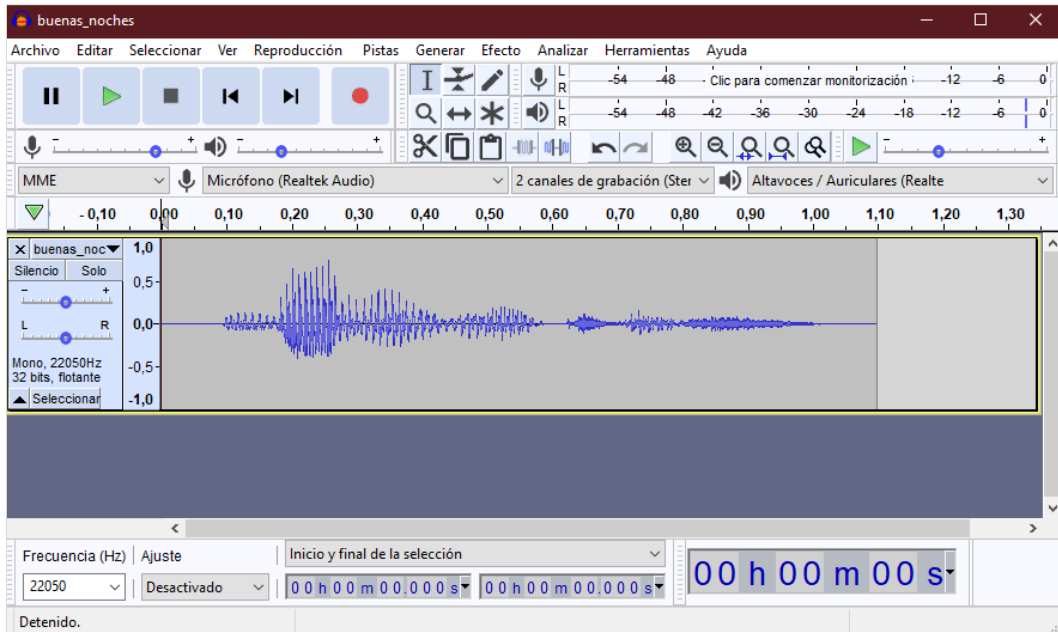 buenas_noches
Archivo Editar Seleccionar Ver Reproducción Pistas Generar Efecto Analizar Herramientas Ayuda
L R -54 -48 Clic para comenzar monitorización -12 -6 0
L R -54 -48 -42 -36 -30 -24 -18 -12 -6 0
- + - + - +
MME Micrófono (Realtek Audio) 2 canales de grabación (Ster Altavoces / Auriculares (Realte
- 0,10 0,00 0,10 0,20 0,30 0,40 0,50 0,60 0,70 0,80 0,90 1,00 1,10 1,20 1,30
X buenas_noc 1,0
Silencio Solo
- + 0,5
L R 0,0
Mono, 22050Hz
32 bits, flotante -0,5
Seleccionar -1,0
Frecuencia (Hz) Ajuste Inicio y final de la selección
22050 Desactivado 00 h 00 m 00.000 s 00 h 00 m 00.000 s 00 h 00 m 00 s
Detenido.